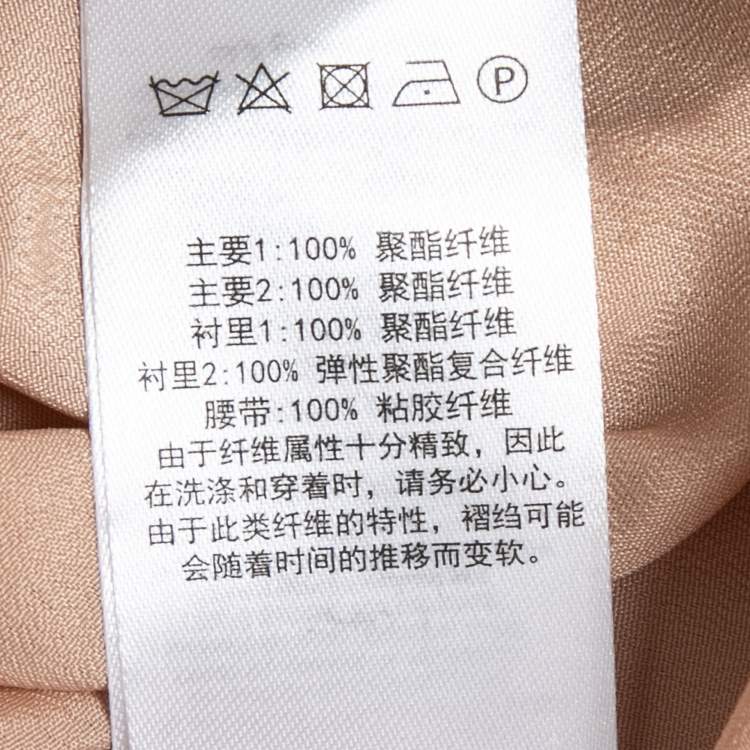 P
主要1:100% 聚酯纤维
主要2:100% 聚酯纤维
衬里1:100% 聚酯纤维
衬里2:100% 弹性聚酯复合纤维
腰带:100% 粘胶纤维
由于纤维属性十分精致，因此
在洗涤和穿着时，请务必小心。
由于此类纤维的特性，褶绉可能
会随着时间的推移而变软。